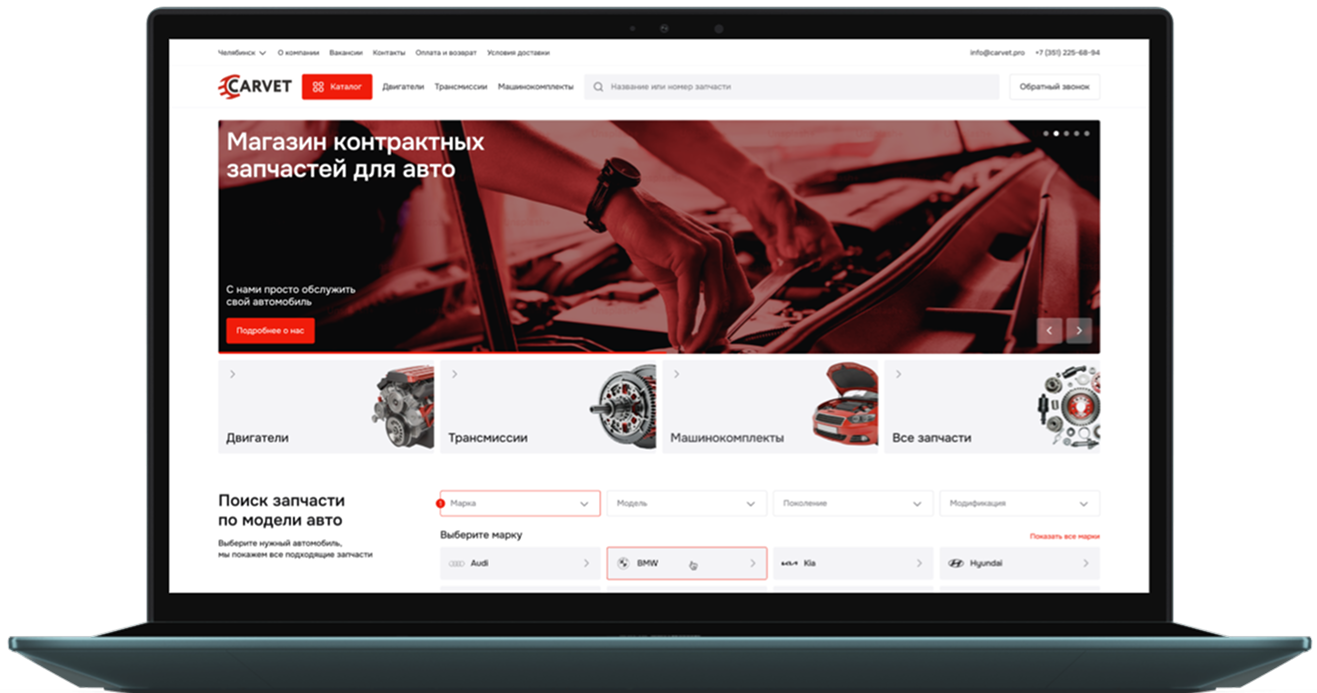 Челябинск О компании Вакансии Контакты Оплата и возврат Условия доставки info@carvet.pro +7 (351) 225-68-94
CARVET Каталог Двигатели Трансмиссии Машинокомплекты Название или номер запчасти Обратный звонок
Магазин контрактных
запчастей для авто
С нами просто обслужить
свой автомобиль
Подробнее о нас
Двигатели Трансмиссии Машинокомплекты Все запчасти
Поиск запчасти
по модели авто
Выберите нужный автомобиль,
мы покажем все подходящие запчасти
Марка Модель Поколение Модификация
Выберите марку Показать все марки
Audi BMW Kia Hyundai